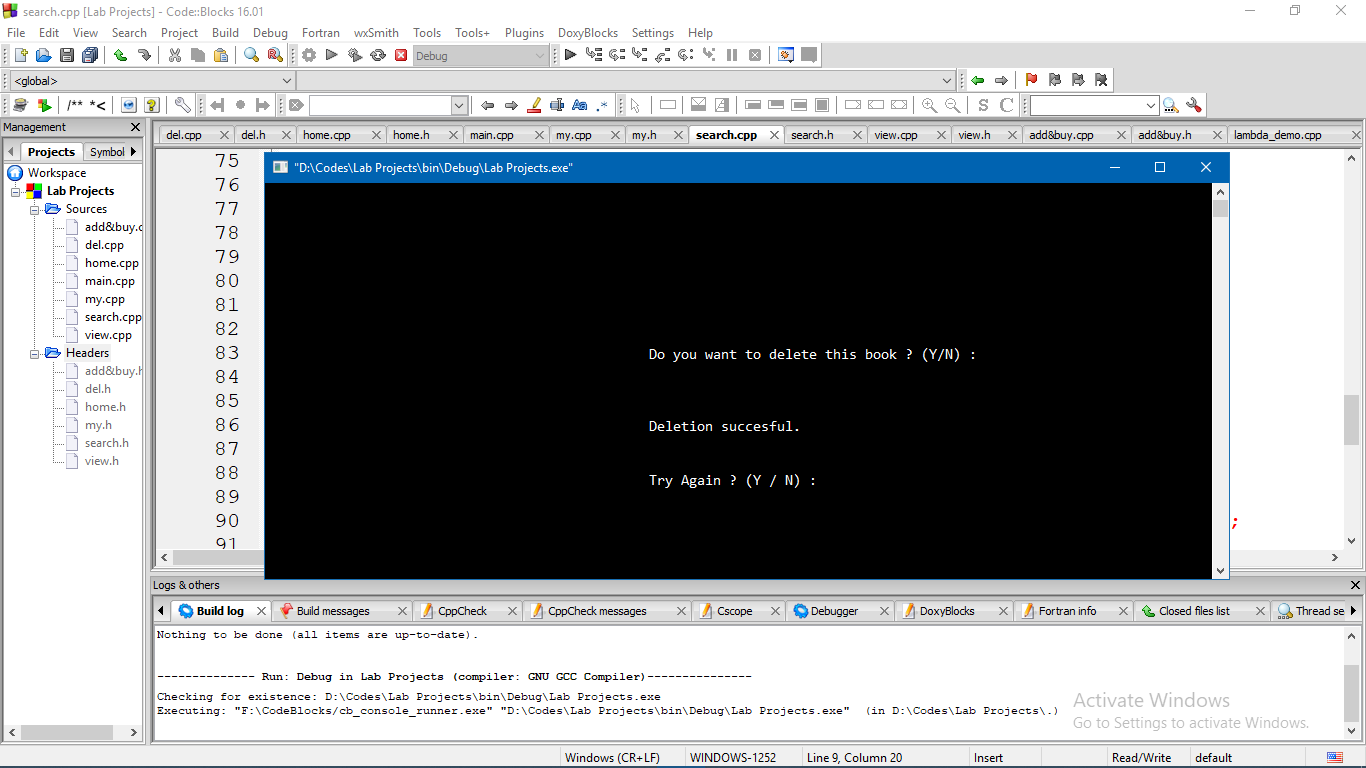 search.cpp [Lab Projects] - Code::Blocks 16.01
File Edit View Search Project Build Debug Fortran wxSmith Tools Tools+ Plugins DoxyBlocks Settings Help
Debug
<global>
/** *<
Aa .* S C
Management
del.cpp del.h home.cpp home.h main.cpp my.cpp my.h search.cpp search.h view.cpp view.h add&buy.cpp add&buy.h lambda_demo.cpp
Projects Symbol
Workspace
Lab Projects
Sources
add&buy.c
del.cpp
home.cpp
main.cpp
my.cpp
search.cpp
view.cpp
Headers
add&buy.h
del.h
home.h
my.h
search.h
view.h
75
76
77
78
79
80
81
82
83
84
85
86
87
88
89
90 ;
91
"D:\Codes\Lab Projects\bin\Debug\Lab Projects.exe"
Do you want to delete this book ? (Y/N) :
Deletion succesful.
Try Again ? (Y / N) :
Logs & others
Build log Build messages CppCheck CppCheck messages Cscope Debugger DoxyBlocks Fortran info Closed files list Thread se
Nothing to be done (all items are up-to-date).
-------------- Run: Debug in Lab Projects (compiler: GNU GCC Compiler)---------------
Checking for existence: D:\Codes\Lab Projects\bin\Debug\Lab Projects.exe
Executing: "F:\CodeBlocks/cb_console_runner.exe" "D:\Codes\Lab Projects\bin\Debug\Lab Projects.exe" (in D:\Codes\Lab Projects\.)
Activate Windows
Go to Settings to activate Windows.
Windows (CR+LF) WINDOWS-1252 Line 9, Column 20 Insert Read/Write default